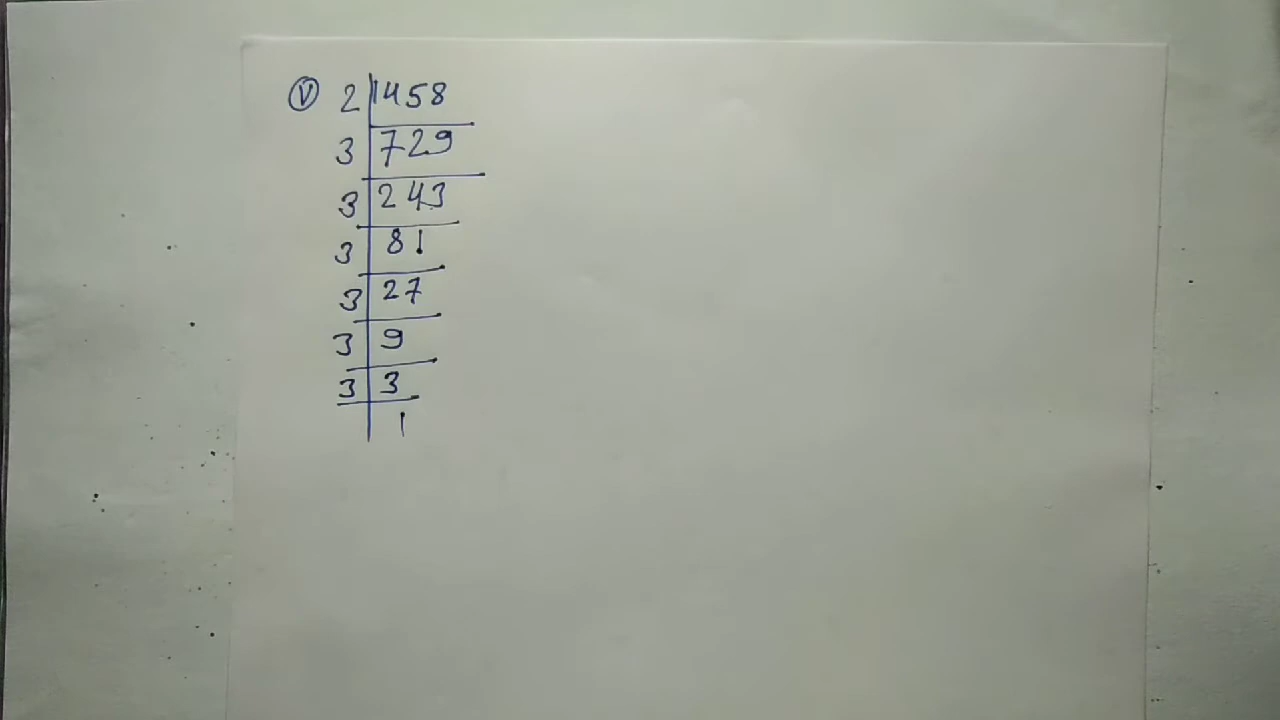 (V) 2 | 1458
3 | 729
3 | 243
3 | 81
3 | 27
3 | 9
3 | 3
| 1